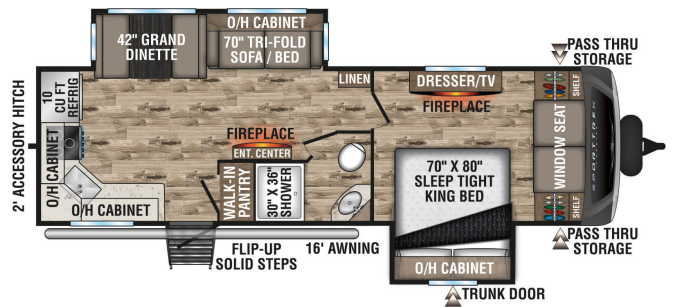 O/H CABINET
42" GRAND
DINETTE
70" TRI-FOLD
SOFA / BED
PASS THRU
STORAGE
LINEN
DRESSER/TV
FIREPLACE
SHELF
10
CU FT
REFRIG
2' ACCESSORY HITCH
O/H CABINET
FIREPLACE
ENT. CENTER
WINDOW SEAT
SPORTTREK
WALK-IN
PANTRY
30" X 36"
SHOWER
70" X 80"
SLEEP TIGHT
KING BED
O/H CABINET
SHELF
FLIP-UP
SOLID STEPS
16' AWNING
PASS THRU
STORAGE
O/H CABINET
TRUNK DOOR